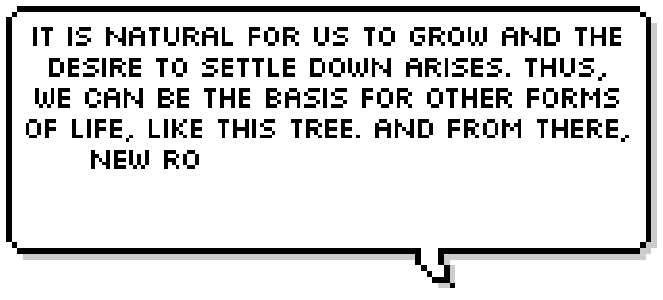 IT IS NATURAL FOR US TO GROW AND THE
DESIRE TO SETTLE DOWN ARISES. THUS,
WE CAN BE THE BASIS FOR OTHER FORMS
OF LIFE, LIKE THIS TREE. AND FROM THERE,
NEW RO